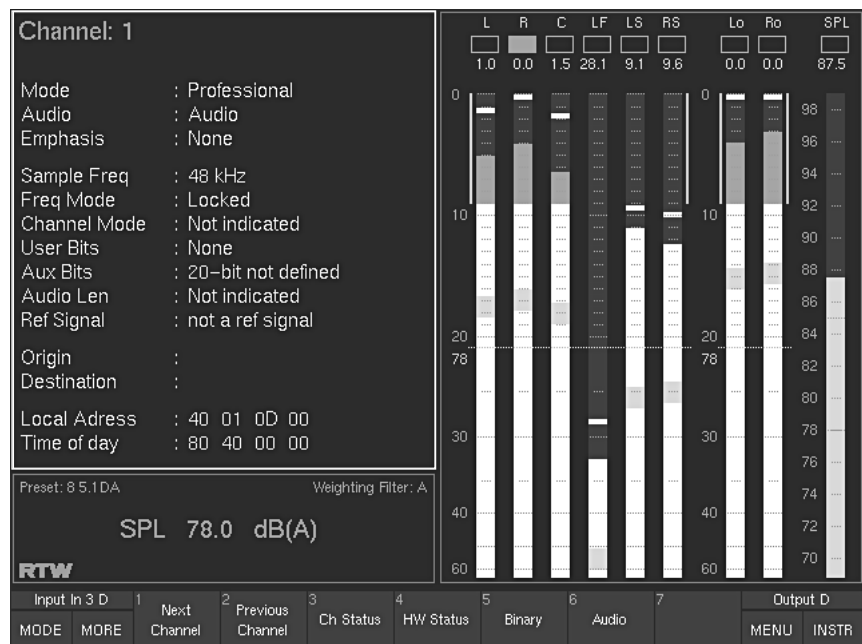 Channel: 1
Mode : Professional
Audio : Audio
Emphasis : None
Sample Freq : 48 kHz
Freq Mode : Locked
Channel Mode : Not indicated
User Bits : None
Aux Bits : 20-bit not defined
Audio Len : Not indicated
Ref Signal : not a ref signal
Origin :
Destination :
Local Adress : 40 01 0D 00
Time of day : 80 40 00 00
Preset: 8 5.1DA Weighting Filter: A
SPL 78.0 dB(A)
RTW
L R C LF LS RS Lo Ro SPL
1.0 0.0 1.5 28.1 9.1 9.6 0.0 0.0 87.5
0 0
98
96
94
92
10 10
90
88
86
84
20 20
78 78
82
80
78
30 30
76
74
40 40
72
70
60 60
Input In 3 D
MODE MORE
1 Next Channel
2 Previous Channel
3 Ch Status
4 HW Status
5 Binary
6 Audio
7
Output D
MENU INSTR